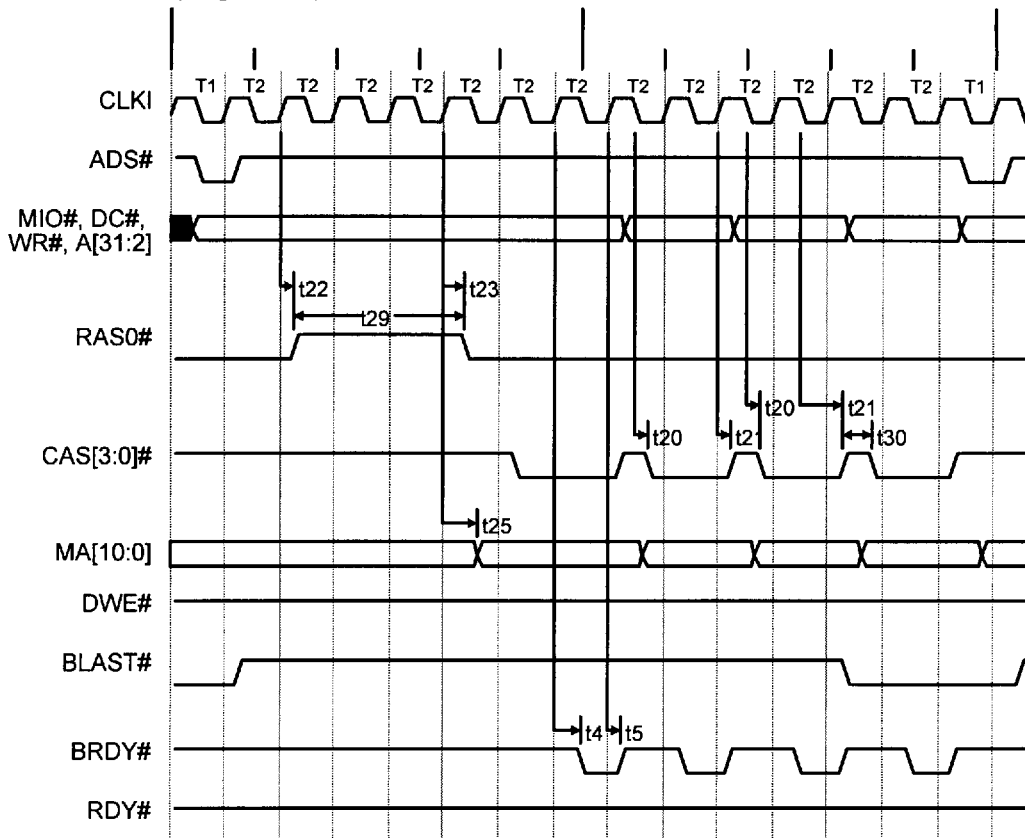 T1 T2 T2 T2 T2 T2 T2 T2 T2 T2 T2 T2 T2 T2 T1
CLKI
ADS#
MIO#, DC#,
WR#, A[31:2]
t22 t23
t29
RAS0#
t20 t21
t20 t21 t30
CAS[3:0]#
t25
MA[10:0]
DWE#
BLAST#
t4 t5
BRDY#
RDY#